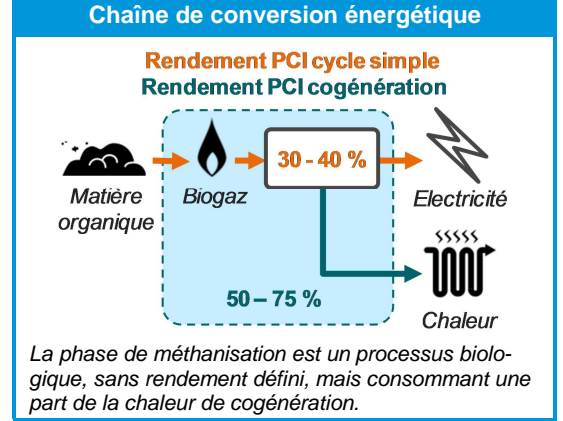 Chaîne de conversion énergétique
Rendement PCI cycle simple
Rendement PCI cogénération
30 - 40 %
Matière
organique
Biogaz
Electricité
50 – 75 %
Chaleur
La phase de méthanisation est un processus biolo-
gique, sans rendement défini, mais consommant une
part de la chaleur de cogénération.